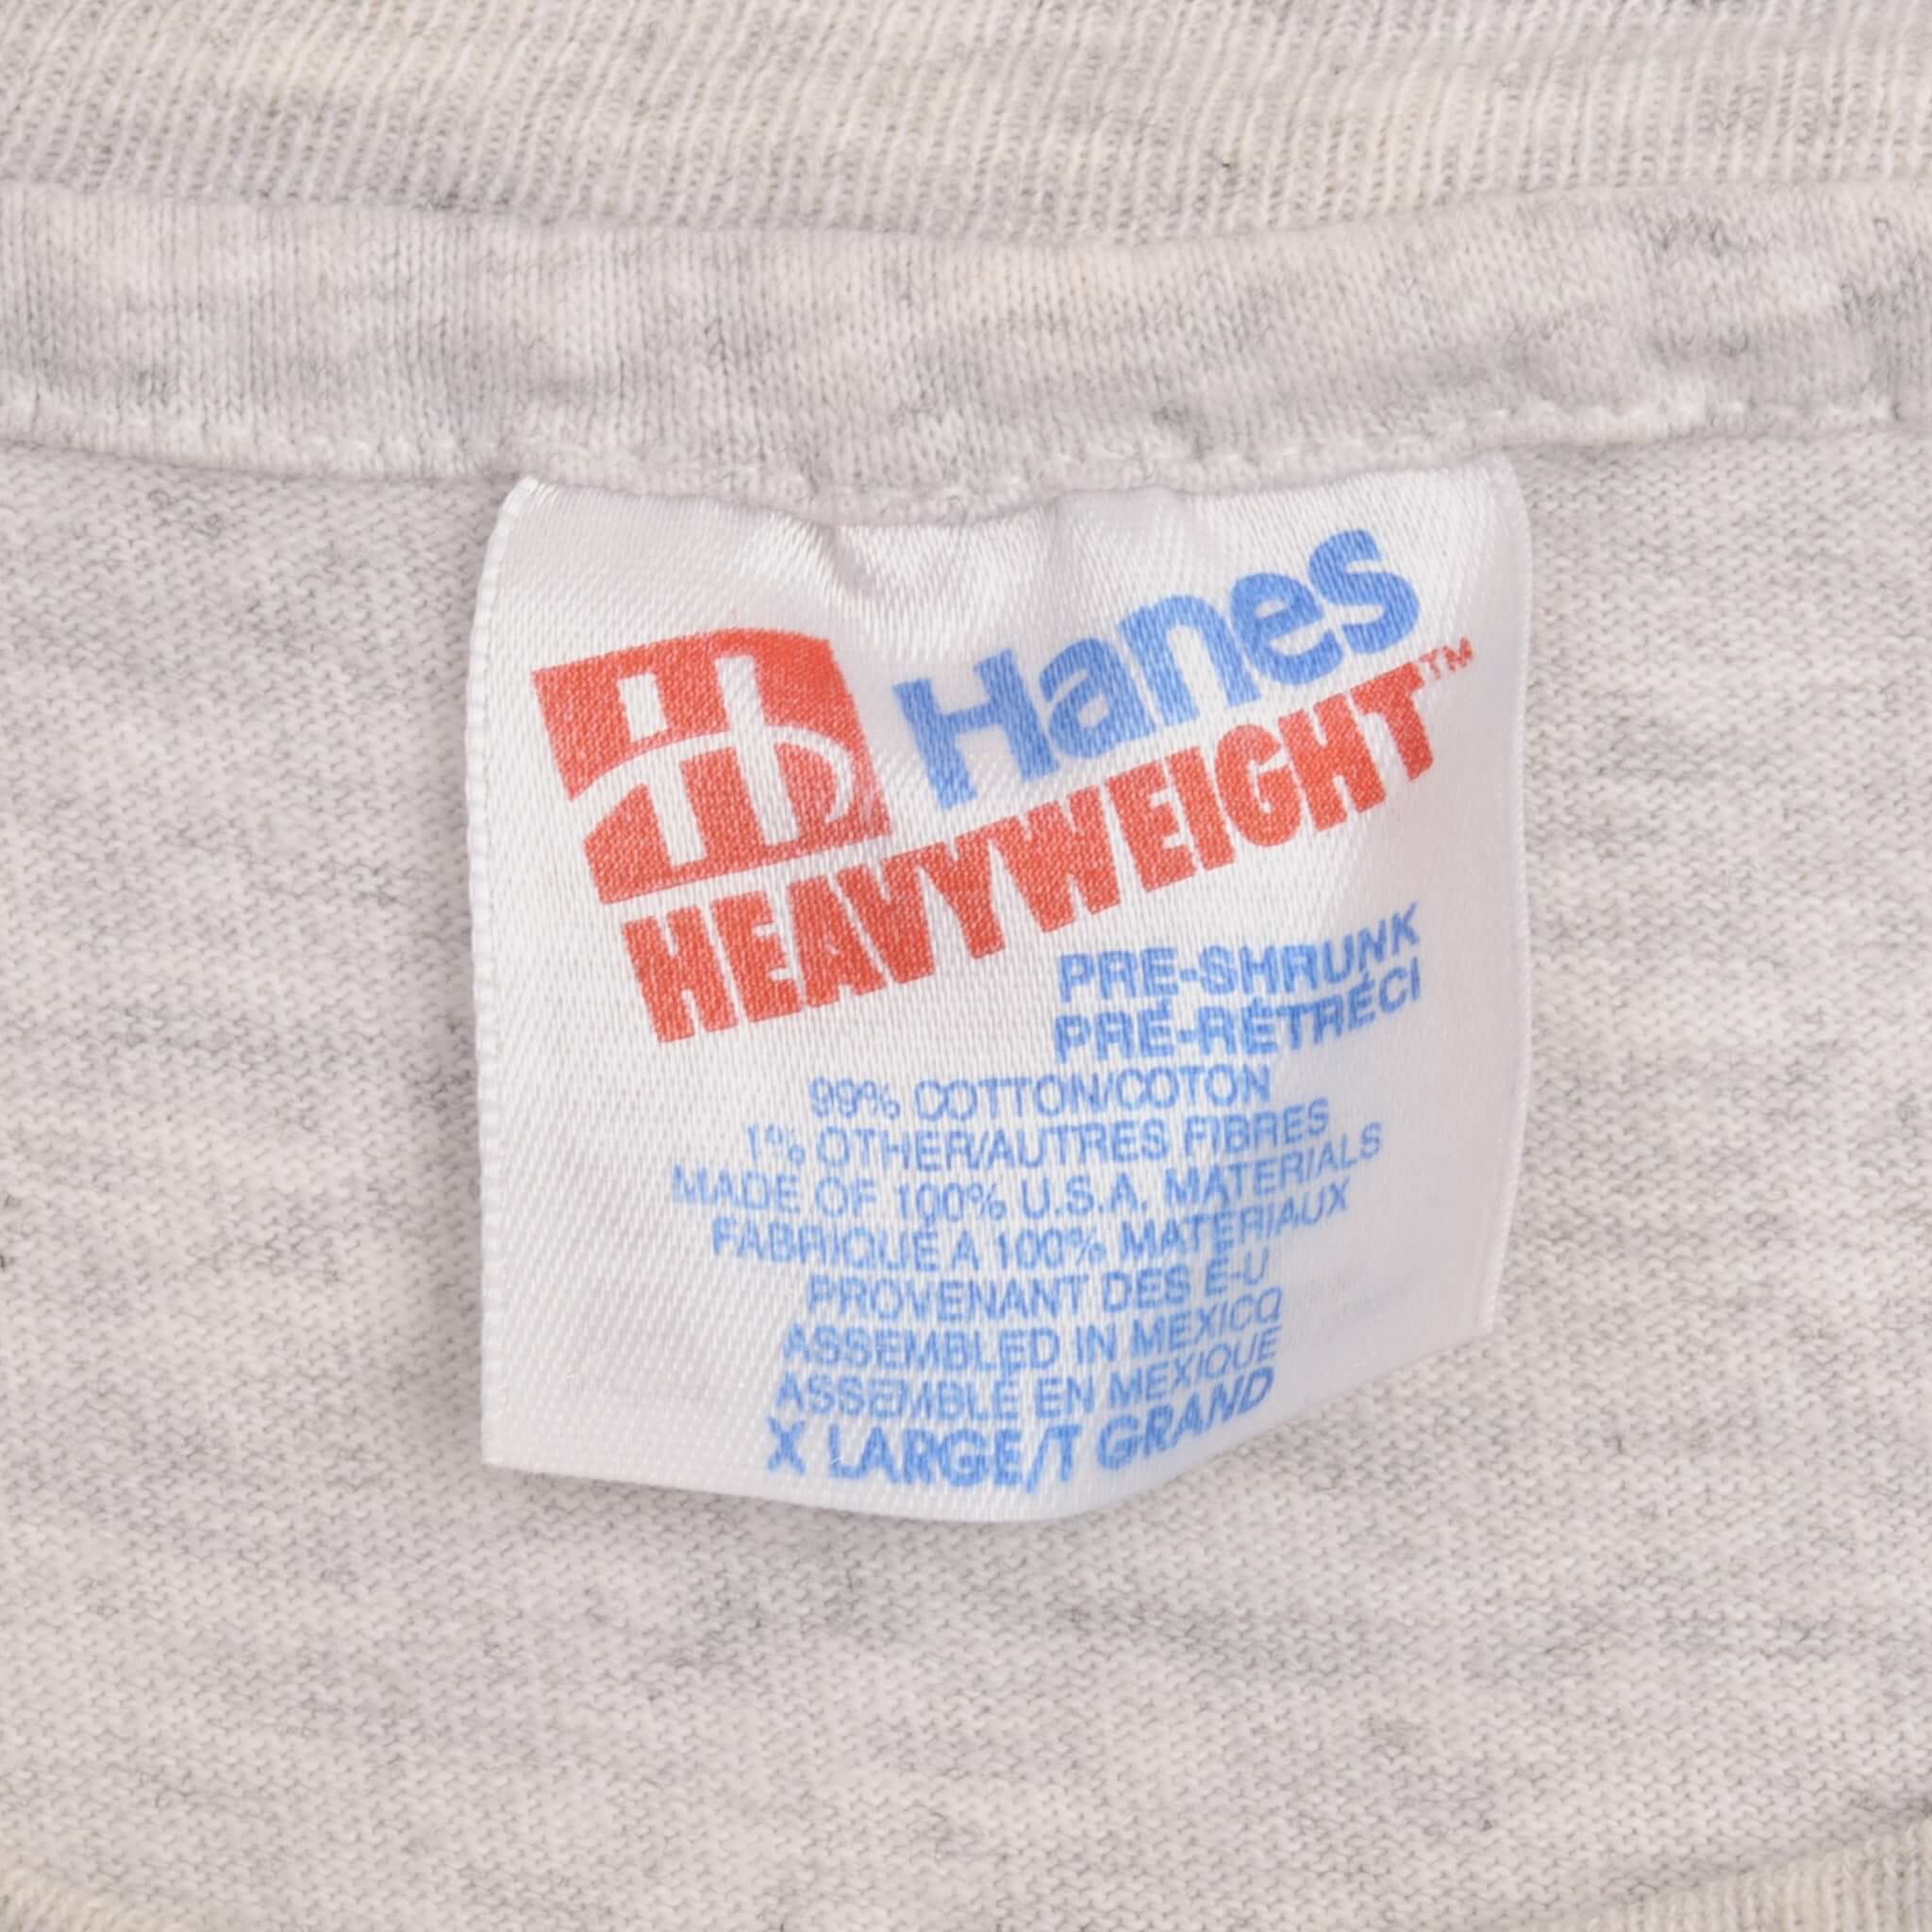 Hanes
HEAVYWEIGHT™
PRE-SHRUNK
PRÉ-RÉTRÉCI
99% COTTON/COTON
1% OTHER/AUTRES FIBRES
MADE OF 100% U.S.A. MATERIALS
FABRIQUÉ A 100% MATÉRIAUX
PROVENANT DES É-U
ASSEMBLED IN MEXICO
ASSEMBLÉ EN MEXIQUE
X LARGE/T GRAND